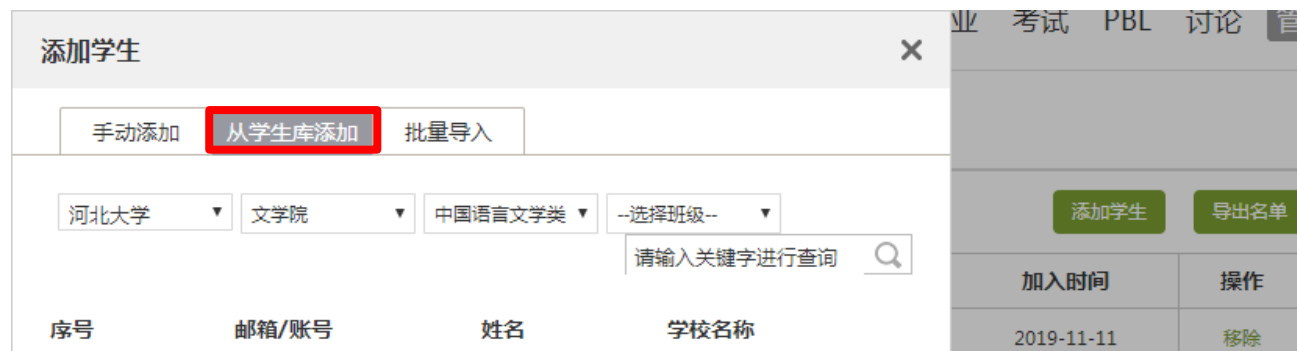 业 考试 PBL 讨论 管
添加学生
手动添加 从学生库添加 批量导入
河北大学 文学院 中国语言文学类 --选择班级--
添加学生 导出名单
请输入关键字进行查询
加入时间 操作
序号 邮箱/账号 姓名 学校名称
2019-11-11 移除